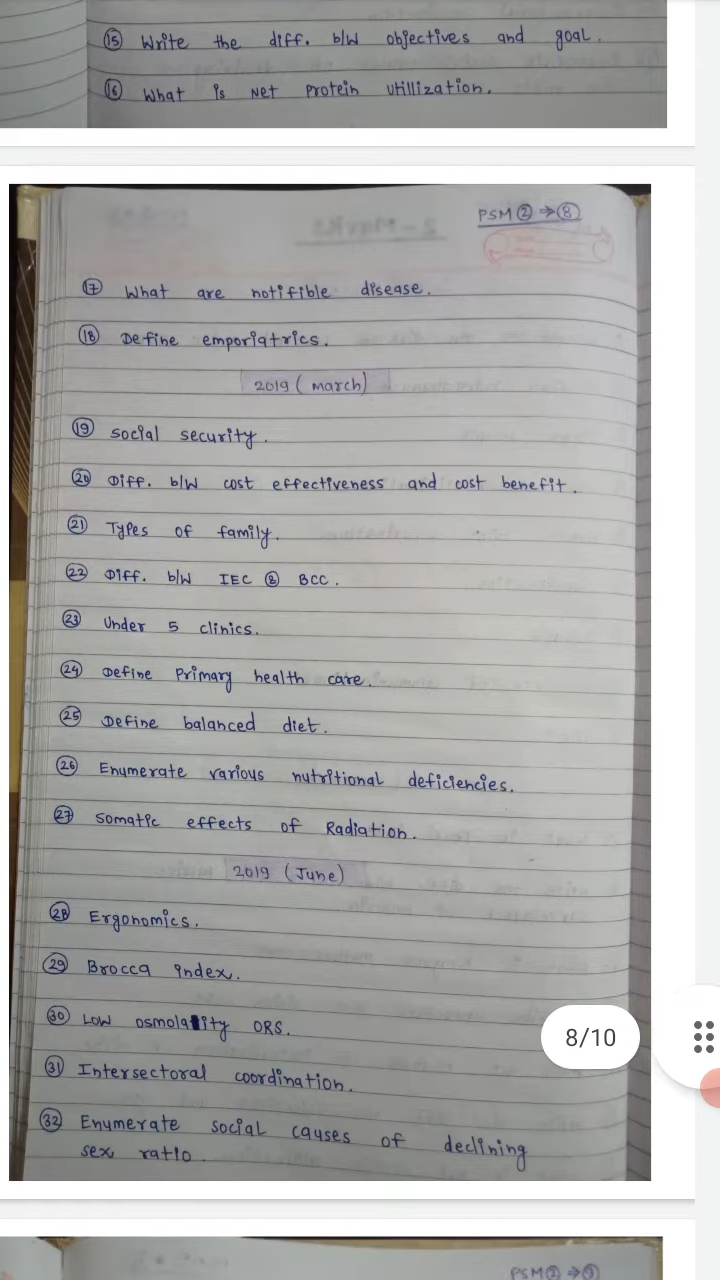 15 Write the diff. b/w objectives and goal.
16 What is Net protein utillization.
PSM 2 → 8
17 What are notifible disease.
18 Define emporiatrics.
2019 (march)
19 social security.
20 Diff. b/w cost effectiveness and cost benefit.
21 Types of family.
22 Diff. b/w IEC & BCC.
23 Under 5 clinics.
24 Define Primary health care.
25 Define balanced diet.
26 Enumerate various nutritional deficiencies.
27 somatic effects of Radiation.
2019 (June)
28 Ergonomics.
29 Brocca index.
30 Low osmolality ORS.
31 Intersectoral coordination.
32 Enumerate social causes of declining
sex ratio.
8/10
PSM 2 → 9